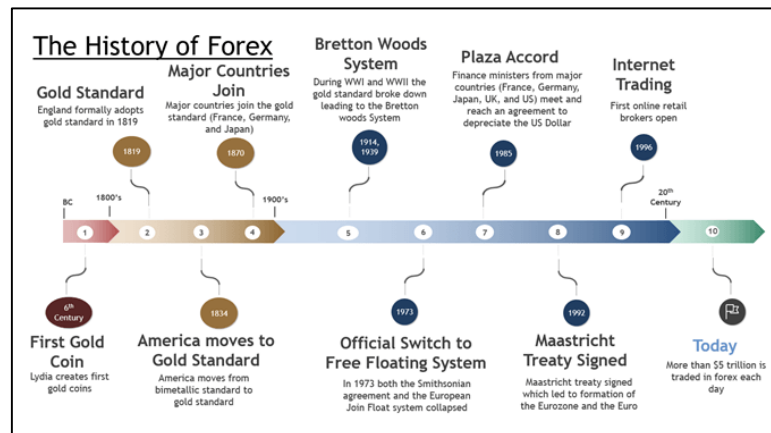 The History of Forex
Gold Standard
England formally adopts
gold standard in 1819
1819
Major Countries
Join
Major countries join the gold
standard (France, Germany,
and Japan)
1870
Bretton Woods
System
During WWI and WWII the
gold standard broke down
leading to the Bretton
woods System
1914,
1939
Plaza Accord
Finance ministers from major
countries (France, Germany,
Japan, UK, and US) meet and
reach an agreement to
depreciate the US Dollar
1985
Internet
Trading
First online retail
brokers open
1996
BC
1800's
1900's
20th
Century
1
2
3
4
5
6
7
8
9
10
6th
Century
First Gold
Coin
Lydia creates first
gold coins
1834
America moves to
Gold Standard
America moves from
bimetallic standard to
gold standard
1973
Official Switch to
Free Floating System
In 1973 both the Smithsonian
agreement and the European
Join Float system collapsed
1992
Maastricht
Treaty Signed
Maastricht treaty signed
which led to formation of
the Eurozone and the Euro
Today
More than $5 trillion is
traded in forex each
day